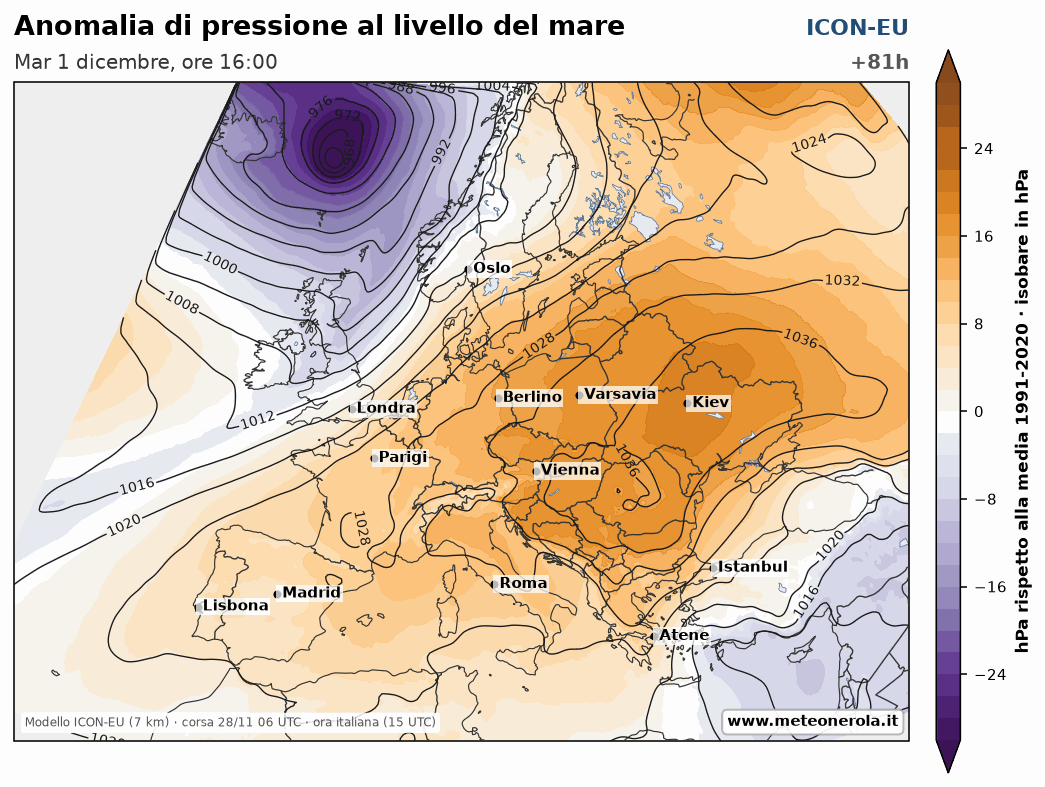 Anomalia di pressione al livello del mare
ICON-EU
Mar 1 dicembre, ore 16:00
+81h
976
972
968
988
996
1004
992
1024
1000
1008
Oslo
1032
1028
1036
1012
Londra
Berlino
Varsavia
Kiev
Parigi
Vienna
1036
1016
1020
1028
1020
1016
Istanbul
Roma
Madrid
Lisbona
Atene
Modello ICON-EU (7 km) · corsa 28/11 06 UTC · ora italiana (15 UTC)
www.meteonerola.it
24
16
8
0
−8
−16
−24
hPa rispetto alla media 1991-2020 · isobare in hPa